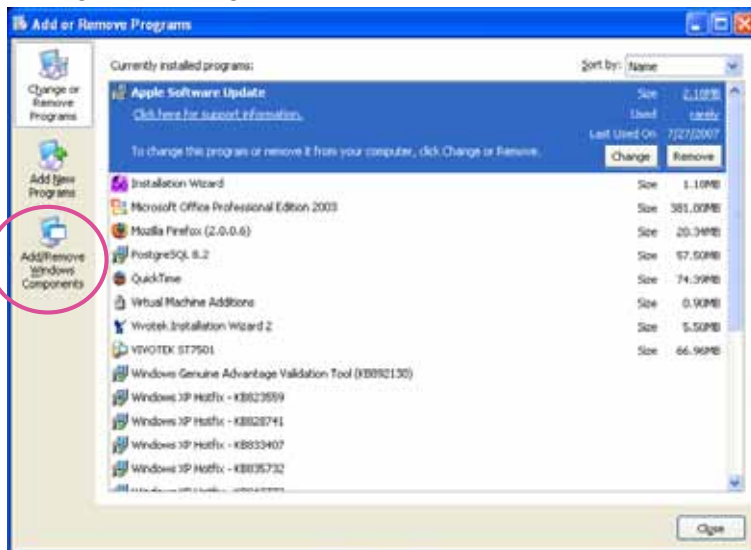 Add or Remove Programs
Change or
Remove
Programs
Add New
Programs
Add/Remove
Windows
Components
Currently installed programs:
Sort by: Name
Apple Software Update
Size 2.10MB
Click here for support information.
Used rarely
Last Used On 7/27/2007
To change this program or remove it from your computer, click Change or Remove.
Change Remove
Installation Wizard Size 1.10MB
Microsoft Office Professional Edition 2003 Size 381.00MB
Mozilla Firefox (2.0.0.6) Size 20.34MB
PostgreSQL 8.2 Size 57.50MB
QuickTime Size 74.39MB
Virtual Machine Additions Size 0.90MB
Vivotek Installation Wizard 2 Size 5.50MB
VIVOTEK ST7501 Size 66.96MB
Windows Genuine Advantage Validation Tool (KB892130)
Windows XP Hotfix - KB823559
Windows XP Hotfix - KB828741
Windows XP Hotfix - KB833407
Windows XP Hotfix - KB835732
Close